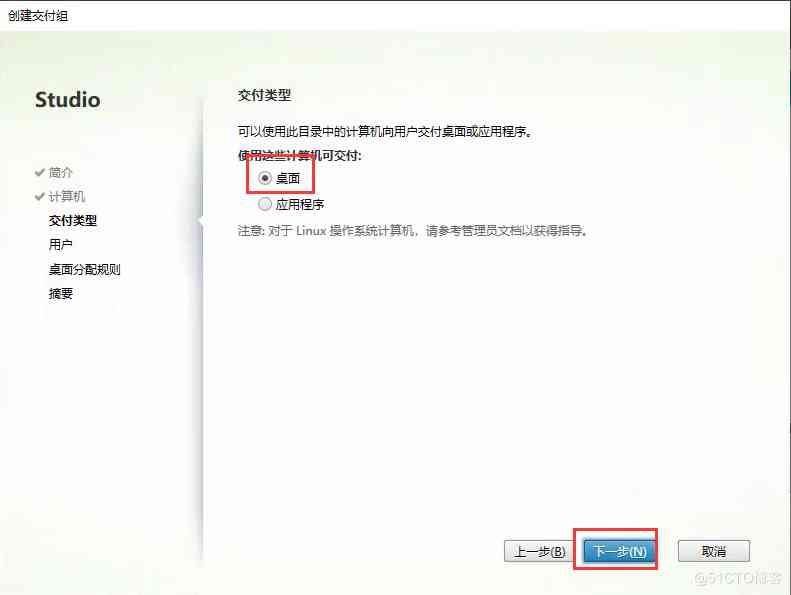 创建交付组
Studio
简介
计算机
交付类型
用户
桌面分配规则
摘要
交付类型
可以使用此目录中的计算机向用户交付桌面或应用程序。
使用这些计算机可交付:
桌面
应用程序
注意: 对于 Linux 操作系统计算机，请参考管理员文档以获得指导。
上一步(B)
下一步(N)
取消
@51CTO博客